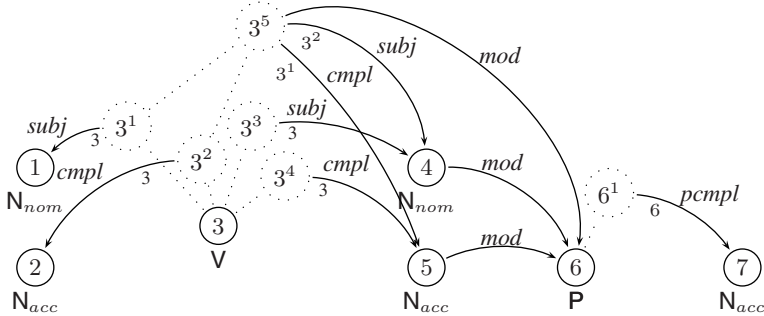 3⁵
3² subj mod
3¹ cmpl
subj 3 3¹ 3³ subj 3
1 cmpl 3 3² 3⁴ cmpl 3 4 mod 6¹ pcmpl 6
N_nom N_nom
3
V
2 5 mod 6 7
N_acc N_acc P N_acc